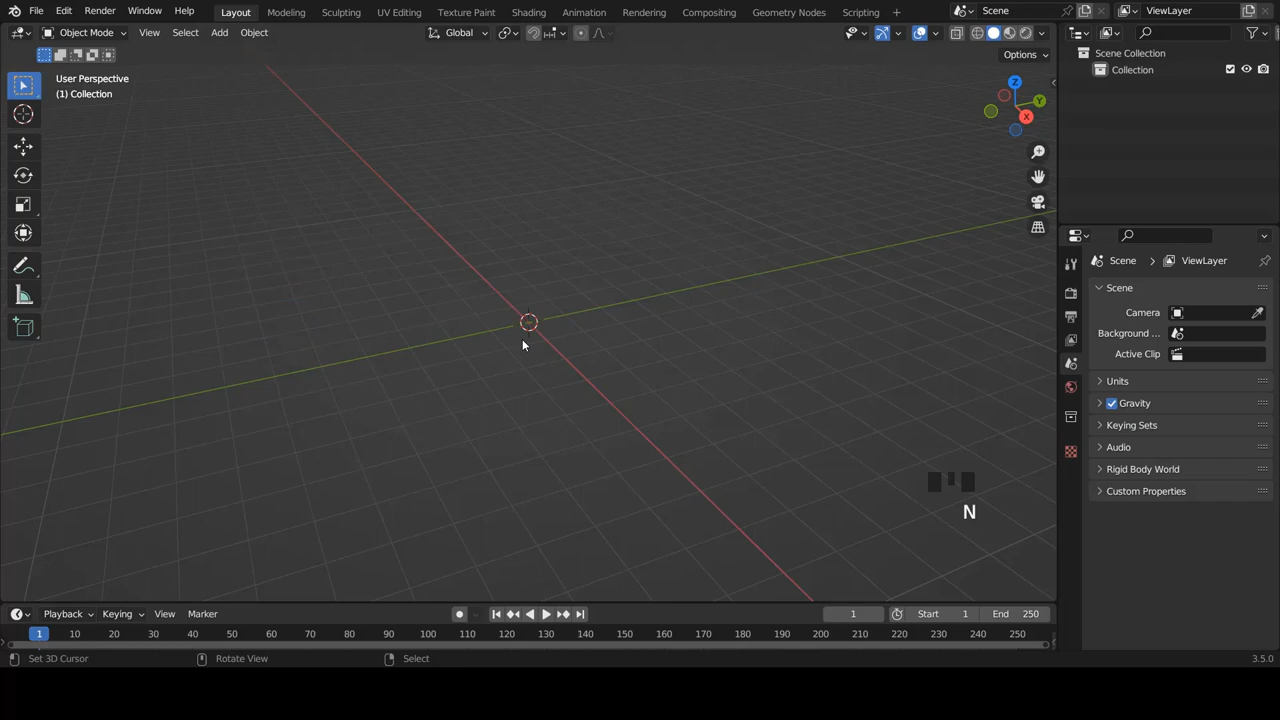 File Edit Render Window Help Layout Modeling Sculpting UV Editing Texture Paint Shading Animation Rendering Compositing Geometry Nodes Scripting + Scene ViewLayer
Object Mode View Select Add Object Global
Options
User Perspective
(1) Collection
Z
Y
X
Scene Collection
Collection
Scene > ViewLayer
Scene
Camera
Background ...
Active Clip
Units
Gravity
Keying Sets
Audio
Rigid Body World
Custom Properties
N
Playback Keying View Marker 1 Start 1 End 250
1 10 20 30 40 50 60 70 80 90 100 110 120 130 140 150 160 170 180 190 200 210 220 230 240 250
Set 3D Cursor Rotate View Select 3.5.0